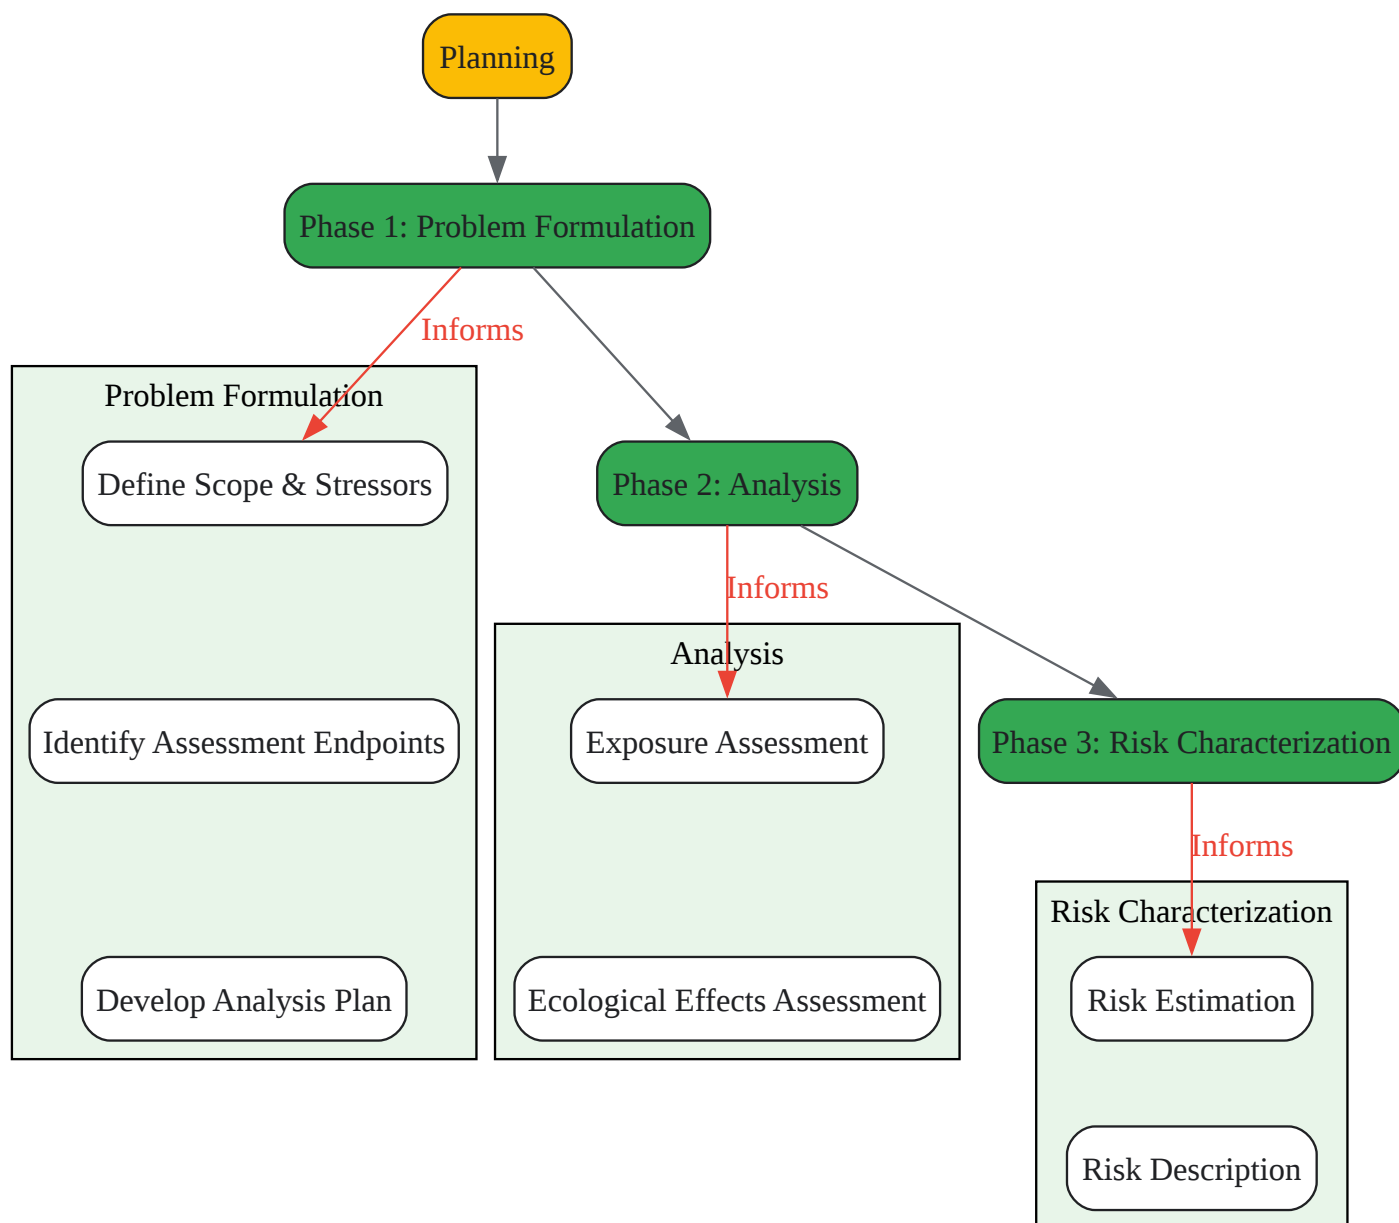 Planning
Phase 1: Problem Formulation
Informs
Problem Formulation
Define Scope & Stressors
Identify Assessment Endpoints
Develop Analysis Plan
Phase 2: Analysis
Informs
Analysis
Exposure Assessment
Ecological Effects Assessment
Phase 3: Risk Characterization
Informs
Risk Characterization
Risk Estimation
Risk Description